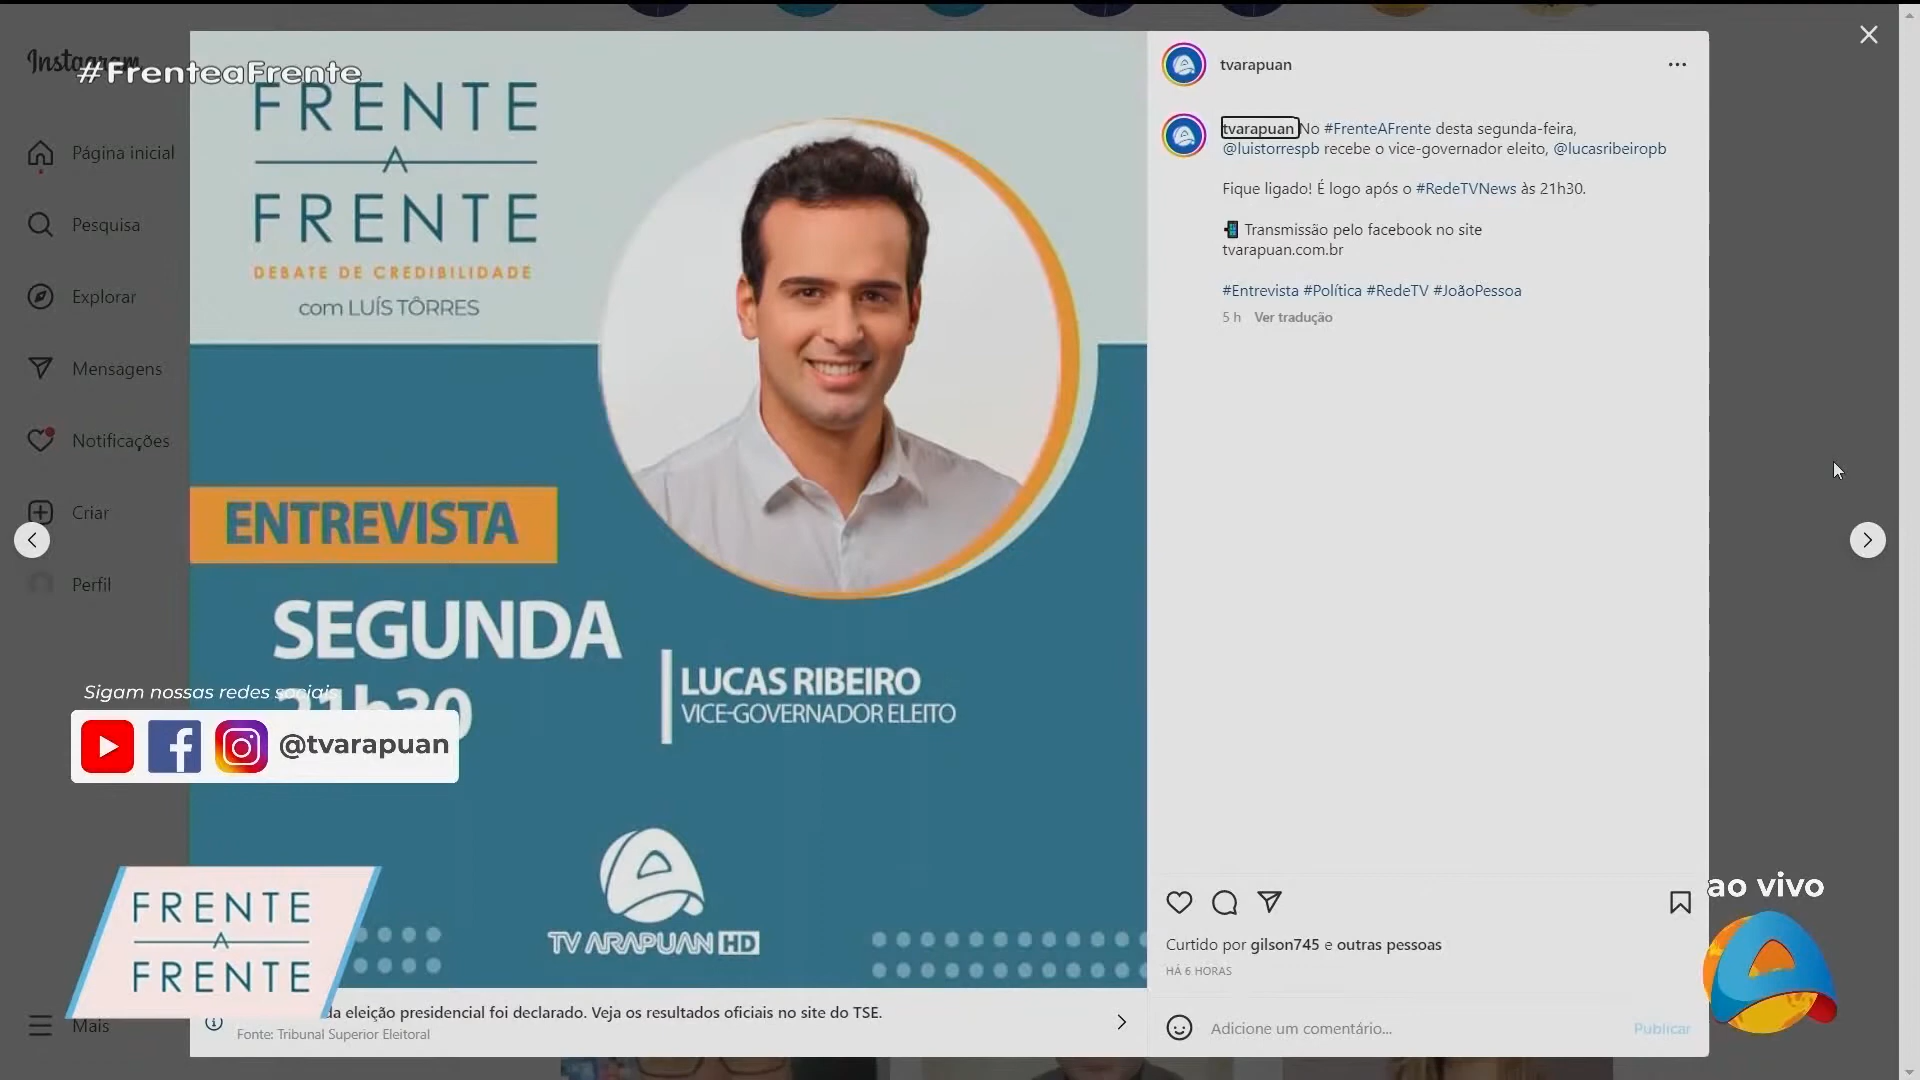 Instagram
#FrenteaFrente
Página inicial
Pesquisa
Explorar
Mensagens
Notificações
Criar
Perfil
Mais
FRENTE
A
FRENTE
DEBATE DE CREDIBILIDADE
com LUÍS TÔRRES
ENTREVISTA
SEGUNDA
21h30
LUCAS RIBEIRO
VICE-GOVERNADOR ELEITO
Sigam nossas redes sociais
@tvarapuan
TV ARAPUAN HD
FRENTE
A
FRENTE
da eleição presidencial foi declarado. Veja os resultados oficiais no site do TSE.
Fonte: Tribunal Superior Eleitoral
tvarapuan
tvarapuan No #FrenteAFrente desta segunda-feira,
@luistorrespb recebe o vice-governador eleito, @lucasribeiropb
Fique ligado! É logo após o #RedeTVNews às 21h30.
Transmissão pelo facebook no site
tvarapuan.com.br
#Entrevista #Política #RedeTV #JoãoPessoa
5 h Ver tradução
Curtido por gilson745 e outras pessoas
HÁ 6 HORAS
Adicione um comentário...
Publicar
ao vivo